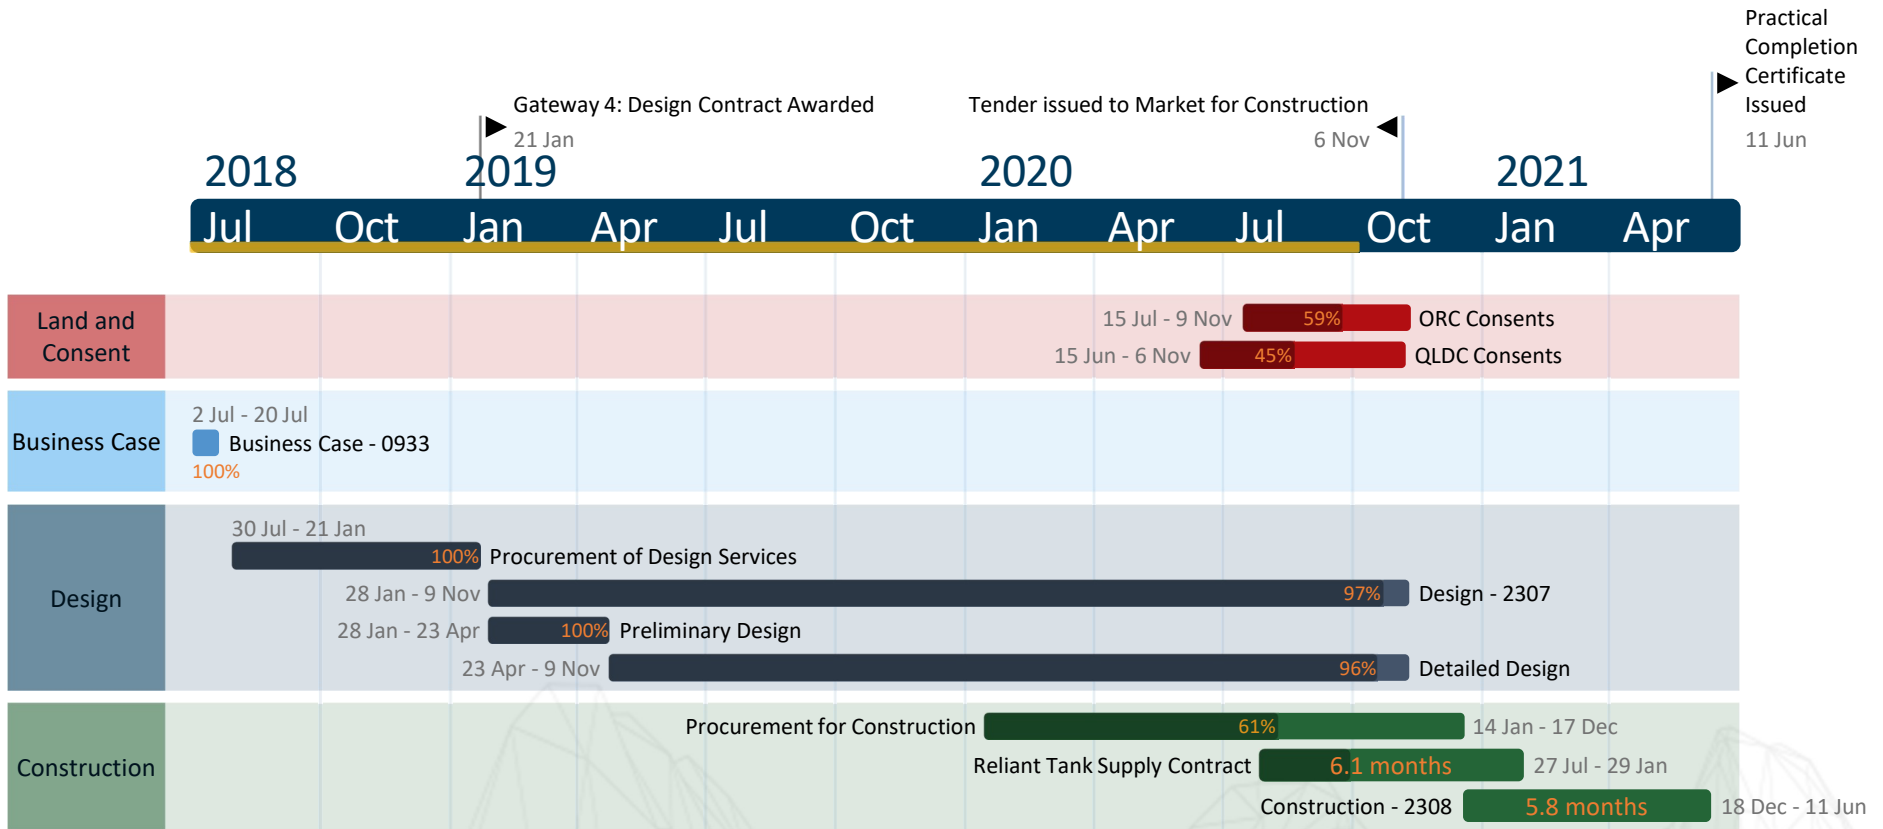 Practical
Completion
Certificate
Issued
11 Jun
Gateway 4: Design Contract Awarded
21 Jan
Tender issued to Market for Construction
6 Nov
2018 2019 2020 2021
Jul Oct Jan Apr Jul Oct Jan Apr Jul Oct Jan Apr
Land and
Consent
15 Jul - 9 Nov 59% ORC Consents
15 Jun - 6 Nov 45% QLDC Consents
Business Case
2 Jul - 20 Jul
Business Case - 0933
100%
Design
30 Jul - 21 Jan
100% Procurement of Design Services
28 Jan - 9 Nov 97% Design - 2307
28 Jan - 23 Apr 100% Preliminary Design
23 Apr - 9 Nov 96% Detailed Design
Construction
Procurement for Construction 61% 14 Jan - 17 Dec
Reliant Tank Supply Contract 6.1 months 27 Jul - 29 Jan
Construction - 2308 5.8 months 18 Dec - 11 Jun